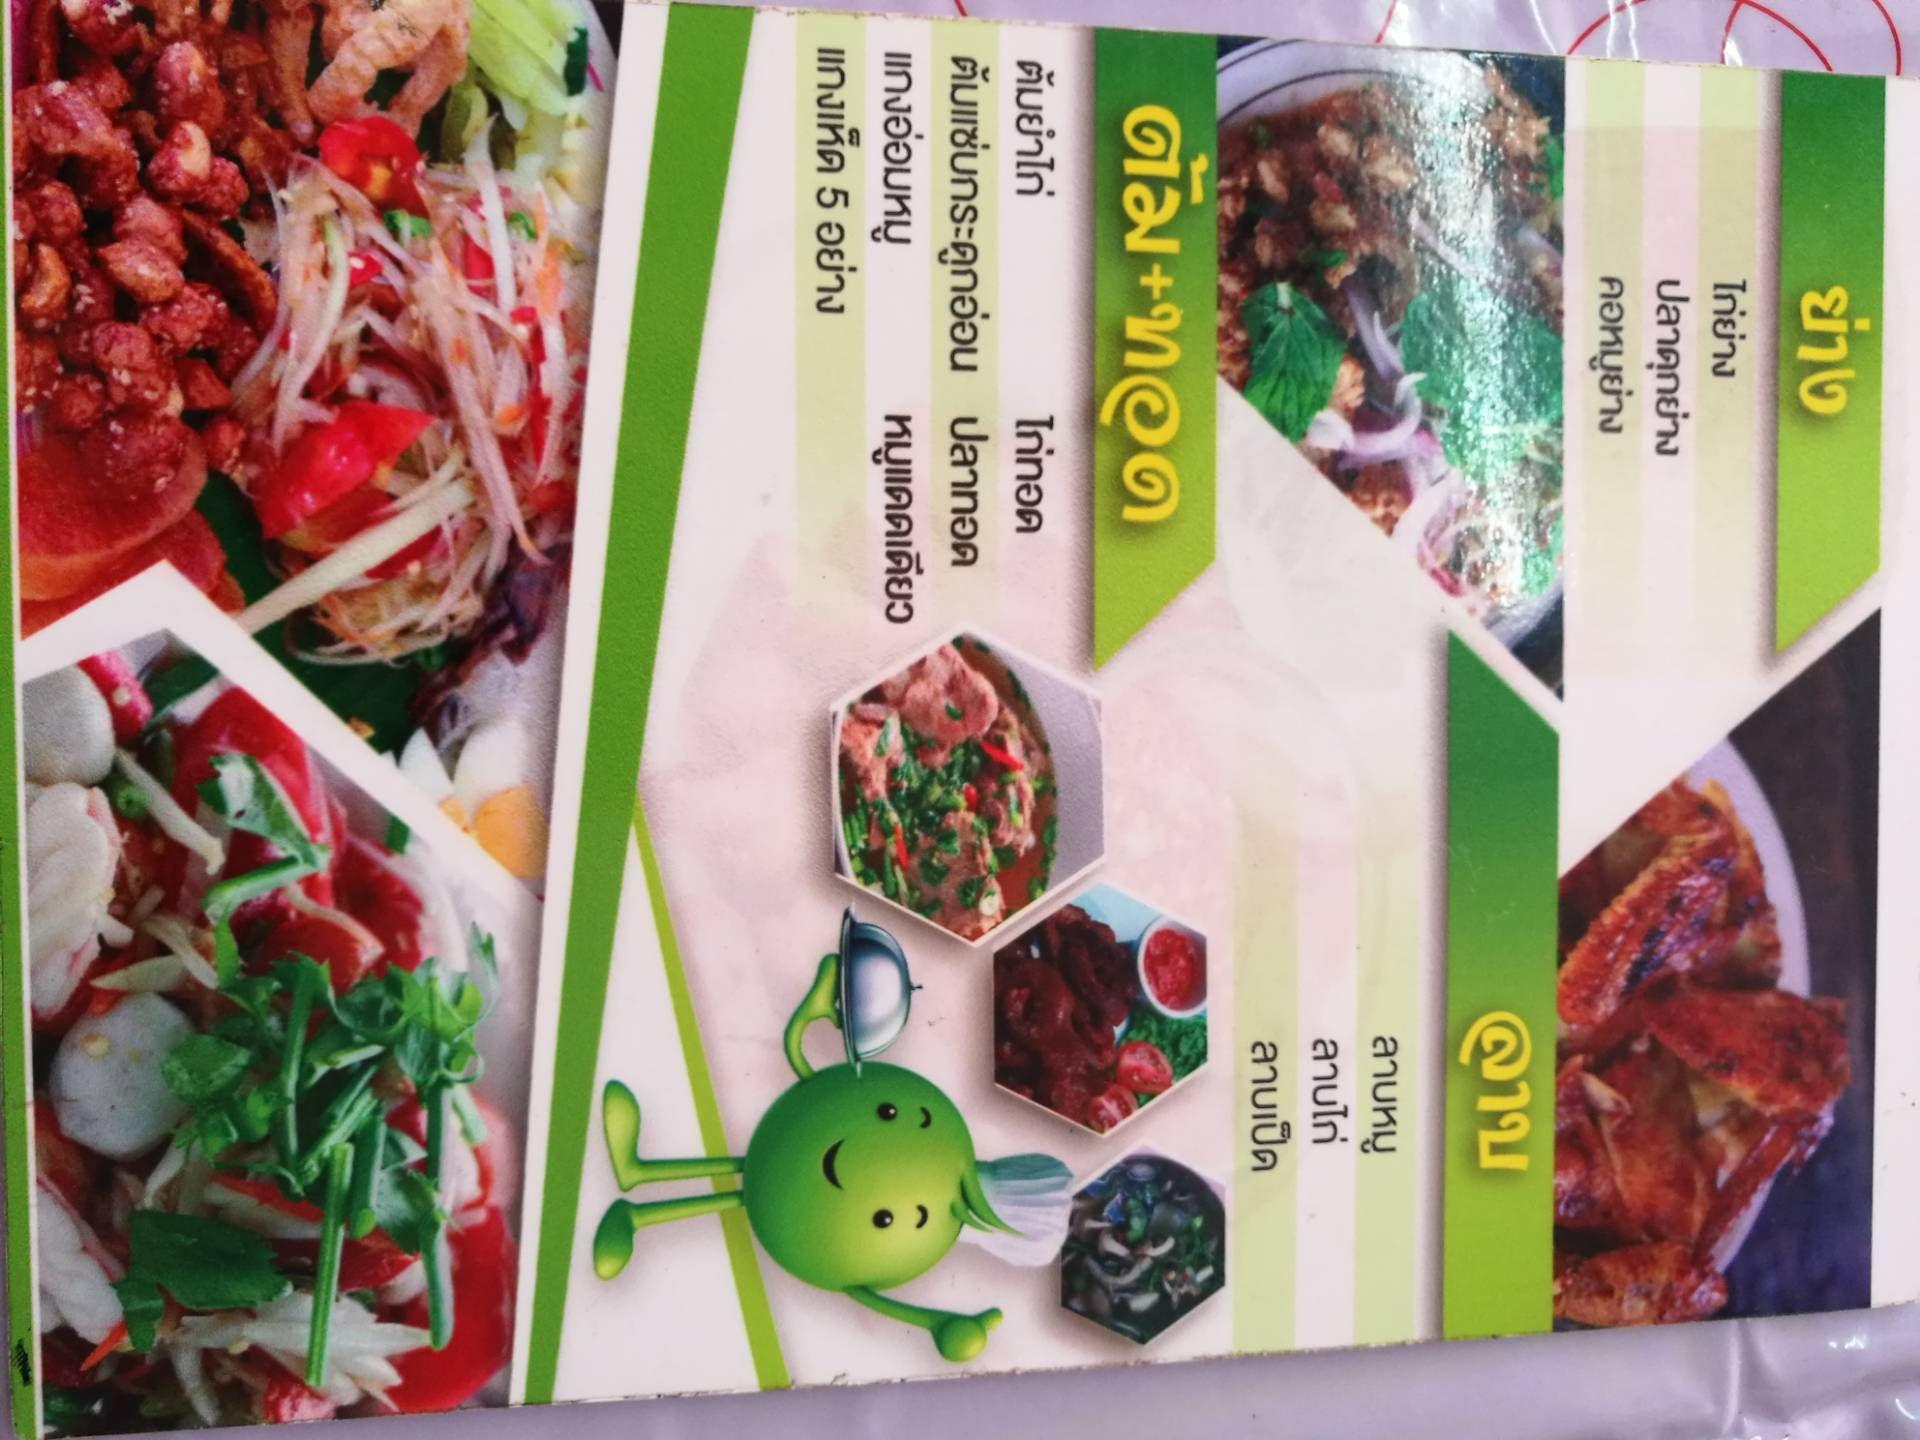 ย่าง
ไก่ย่าง
ปลาดุกย่าง
คอหมูย่าง
ลาบ
ลาบหมู
ลาบไก่
ลาบเป็ด
ต้ม+ทอด
ต้มยำไก่ ไก่ทอด
ต้มแซ่บกระดูกอ่อน ปลาทอด
แกงอ่อมหมู หมูแดดเดียว
แกงเห็ด 5 อย่าง